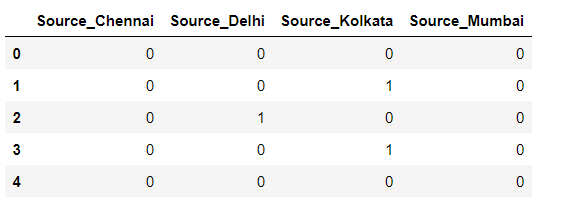 Source_Chennai Source_Delhi Source_Kolkata Source_Mumbai
0 0 0 0 0
1 0 0 1 0
2 0 1 0 0
3 0 0 1 0
4 0 0 0 0